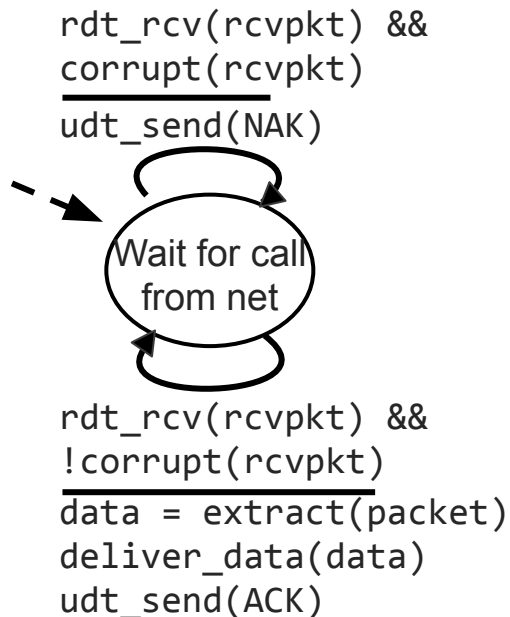 rdt_rcv(rcvpkt) &&
corrupt(rcvpkt)
udt_send(NAK)
Wait for call
from net
rdt_rcv(rcvpkt) &&
!corrupt(rcvpkt)
data = extract(packet)
deliver_data(data)
udt_send(ACK)